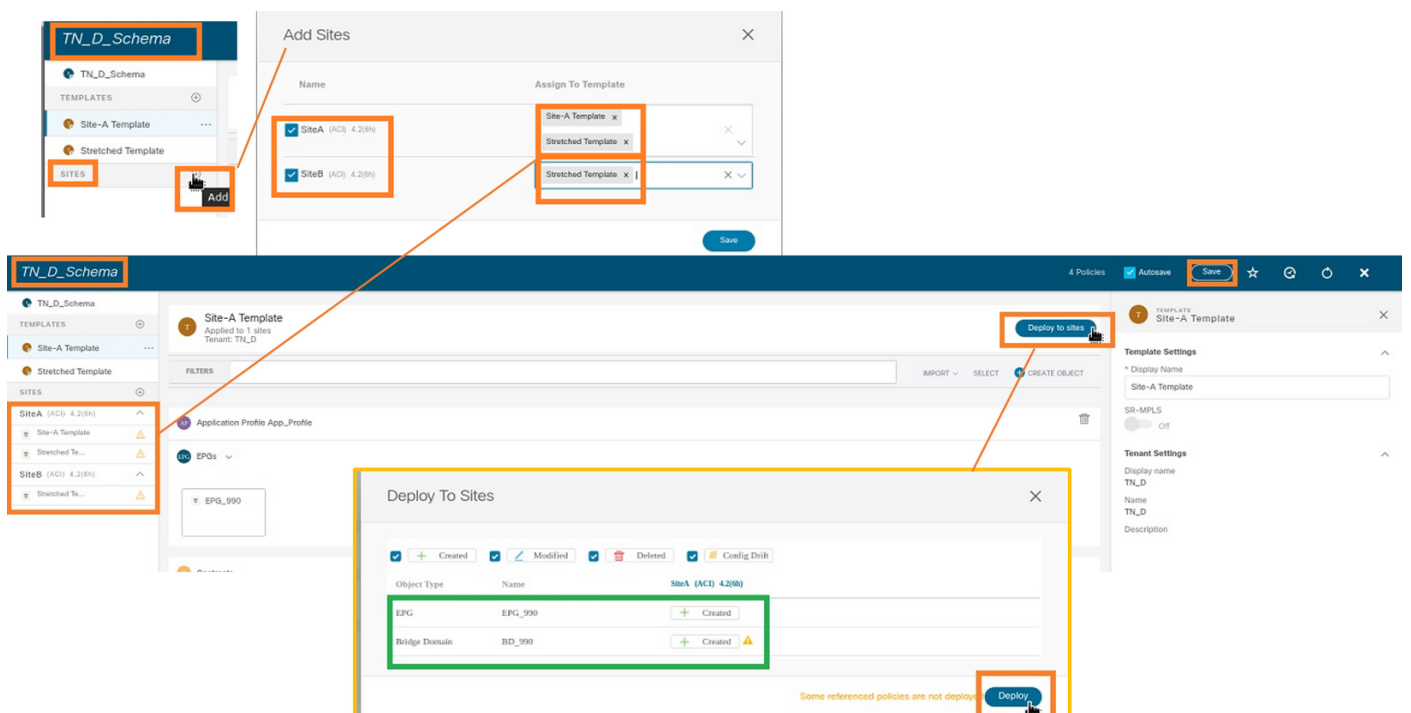 TN_D_Schema
TN_D_Schema
TEMPLATES
Site-A Template
Stretched Template
SITES
Add
Add Sites
Name
Assign To Template
SiteA (ACI) 4.2(6h)
Site-A Template x
Stretched Template x
SiteB (ACI) 4.2(6h)
Stretched Template x
Save
TN_D_Schema
4 Policies
Autosave
Save
TN_D_Schema
TEMPLATES
Site-A Template
Stretched Template
SITES
SiteA (ACI) 4.2(6h)
Site-A Template
Stretched Te...
SiteB (ACI) 4.2(6h)
Stretched Te...
T
Site-A Template
Applied to 1 sites
Tenant: TN_D
Deploy to sites
FILTERS
IMPORT
SELECT
CREATE OBJECT
AP Application Profile App_Profile
EPG EPGs
EPG_990
T
TEMPLATE
Site-A Template
Template Settings
* Display Name
Site-A Template
SR-MPLS
Off
Tenant Settings
Display name
TN_D
Name
TN_D
Description
Deploy To Sites
Created
Modified
Deleted
Config Drift
Object Type
Name
SiteA (ACI) 4.2(6h)
EPG
EPG_990
Created
Bridge Domain
BD_990
Created
Some referenced policies are not deploye
Deploy